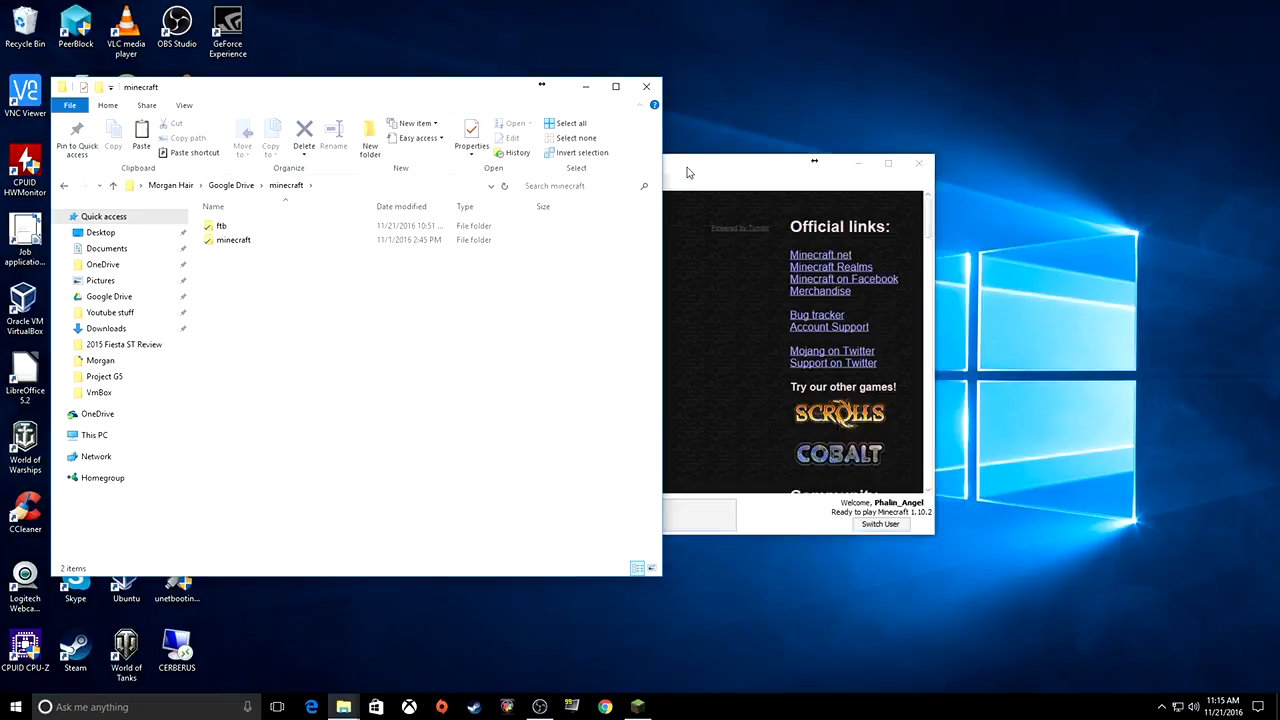 Recycle Bin
PeerBlock
VLC media
player
OBS Studio
GeForce
Experience
VNC Viewer
CPUID
HWMonitor
Job
applicatio...
Oracle VM
VirtualBox
LibreOffice
5.2
World of
Warships
CCleaner
Logitech
Webca...
Skype
Ubuntu
unetbootin...
CPUID CPU-Z
Steam
World of
Tanks
CERBERUS
minecraft
File
Home
Share
View
Pin to Quick
access
Copy
Paste
Cut
Copy path
Paste shortcut
Clipboard
Move
to
Copy
to
Delete
Rename
Organize
New
folder
New item
Easy access
New
Properties
Open
Edit
History
Open
Select all
Select none
Invert selection
Select
Morgan Hair
Google Drive
minecraft
Search minecraft
Name
Date modified
Type
Size
ftb
11/21/2016 10:51 ...
File folder
minecraft
11/1/2016 2:45 PM
File folder
Quick access
Desktop
Documents
OneDrive
Pictures
Google Drive
Youtube stuff
Downloads
2015 Fiesta ST Review
Morgan
Project G5
VmBox
OneDrive
This PC
Network
Homegroup
2 items
Powered by Tumblr
Official links:
Minecraft.net
Minecraft Realms
Minecraft on Facebook
Merchandise
Bug tracker
Account Support
Mojang on Twitter
Support on Twitter
Try our other games!
SCROLLS
COBALT
Welcome, Phalin_Angel
Ready to play Minecraft 1.10.2
Switch User
Ask me anything
11:15 AM
11/21/2016